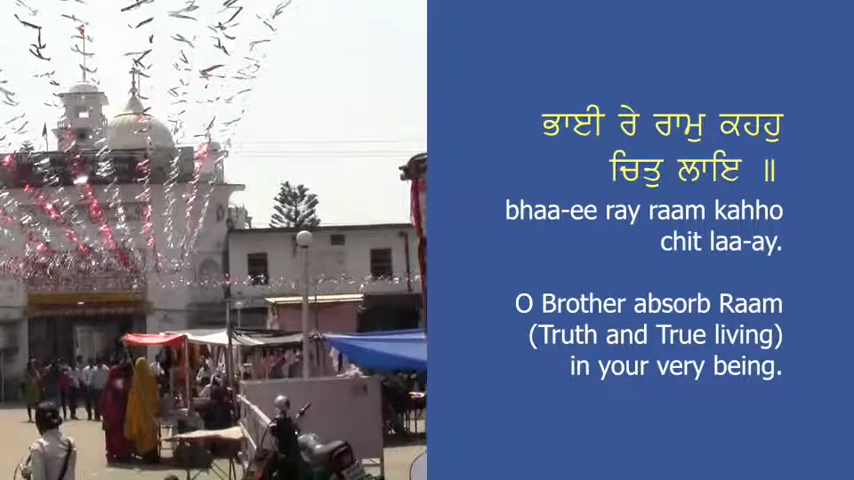 ਭਾਈ ਰੇ ਰਾਮੁ ਕਹਹੁ
ਚਿਤੁ ਲਾਇ ॥
bhaa-ee ray raam kahho
chit laa-ay.
O Brother absorb Raam
(Truth and True living)
in your very being.